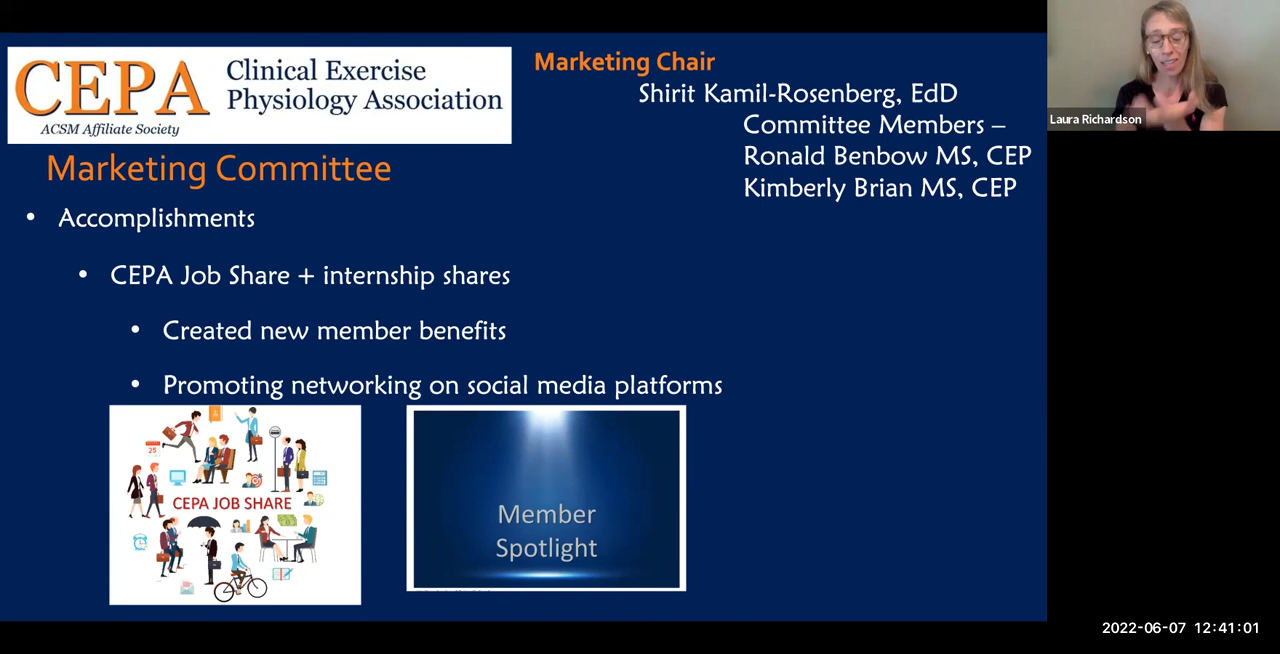 CEPA
Clinical Exercise
Physiology Association
ACSM Affiliate Society
Marketing Chair
Shirit Kamil-Rosenberg, EdD
Committee Members –
Ronald Benbow MS, CEP
Kimberly Brian MS, CEP
Laura Richardson
Marketing Committee
• Accomplishments
• CEPA Job Share + internship shares
• Created new member benefits
• Promoting networking on social media platforms
25
CEPA JOB SHARE
Member
Spotlight
2022-06-07 12:41:01